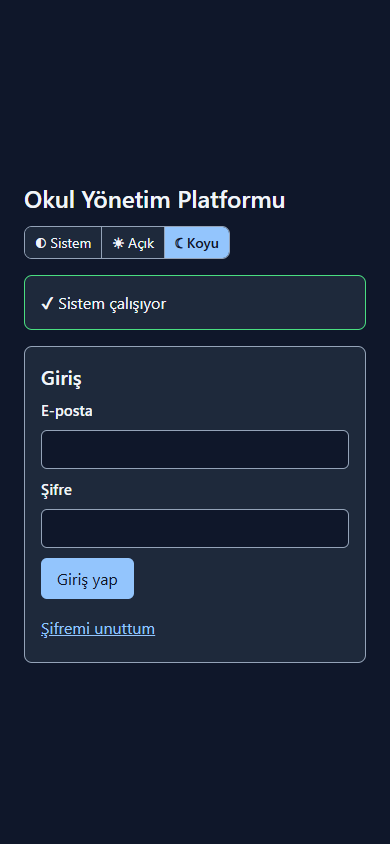 Okul Yönetim Platformu
◐ Sistem ☀ Açık ☾ Koyu
✔ Sistem çalışıyor
Giriş
E-posta
Şifre
Giriş yap
Şifremi unuttum